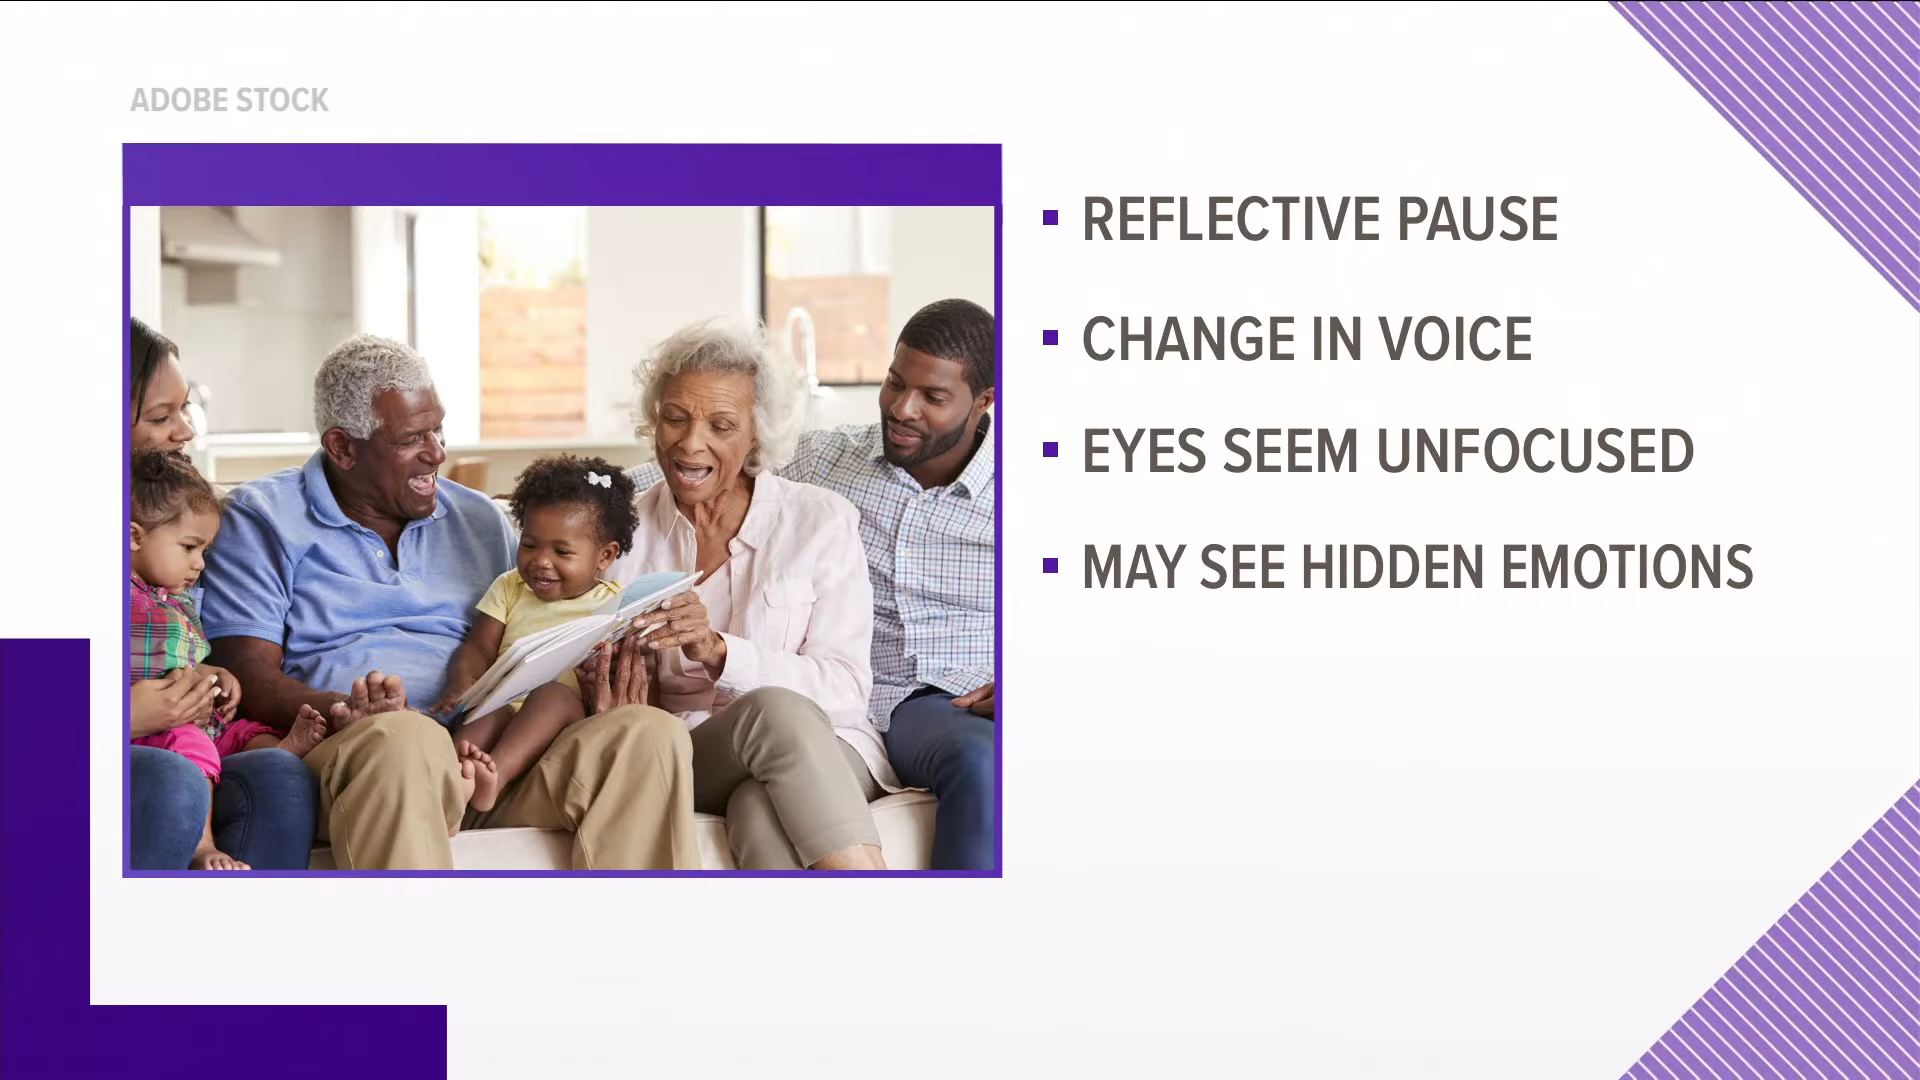 ADOBE STOCK
REFLECTIVE PAUSE
CHANGE IN VOICE
EYES SEEM UNFOCUSED
MAY SEE HIDDEN EMOTIONS